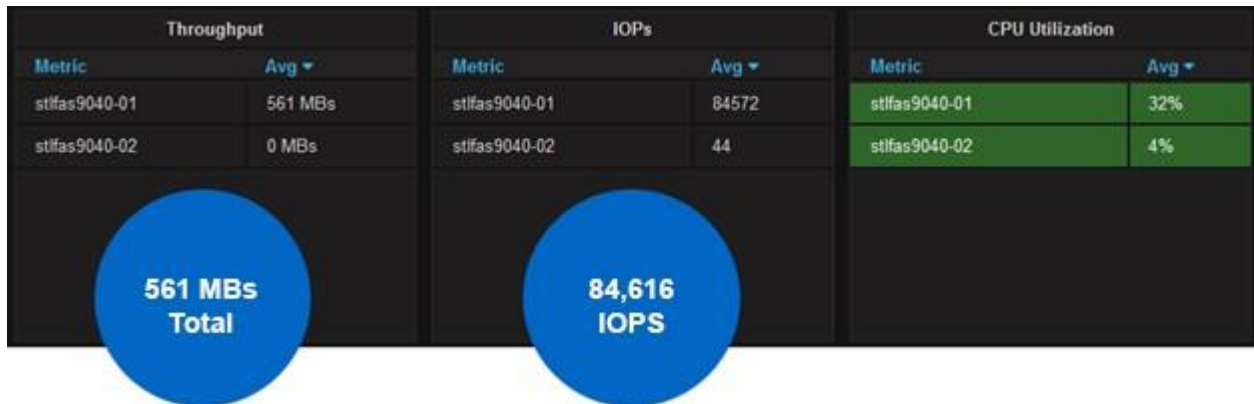 Throughput
Metric Avg
stlfas9040-01 561 MBs
stlfas9040-02 0 MBs
561 MBs
Total
IOPs
Metric Avg
stlfas9040-01 84572
stlfas9040-02 44
84,616
IOPS
CPU Utilization
Metric Avg
stlfas9040-01 32%
stlfas9040-02 4%